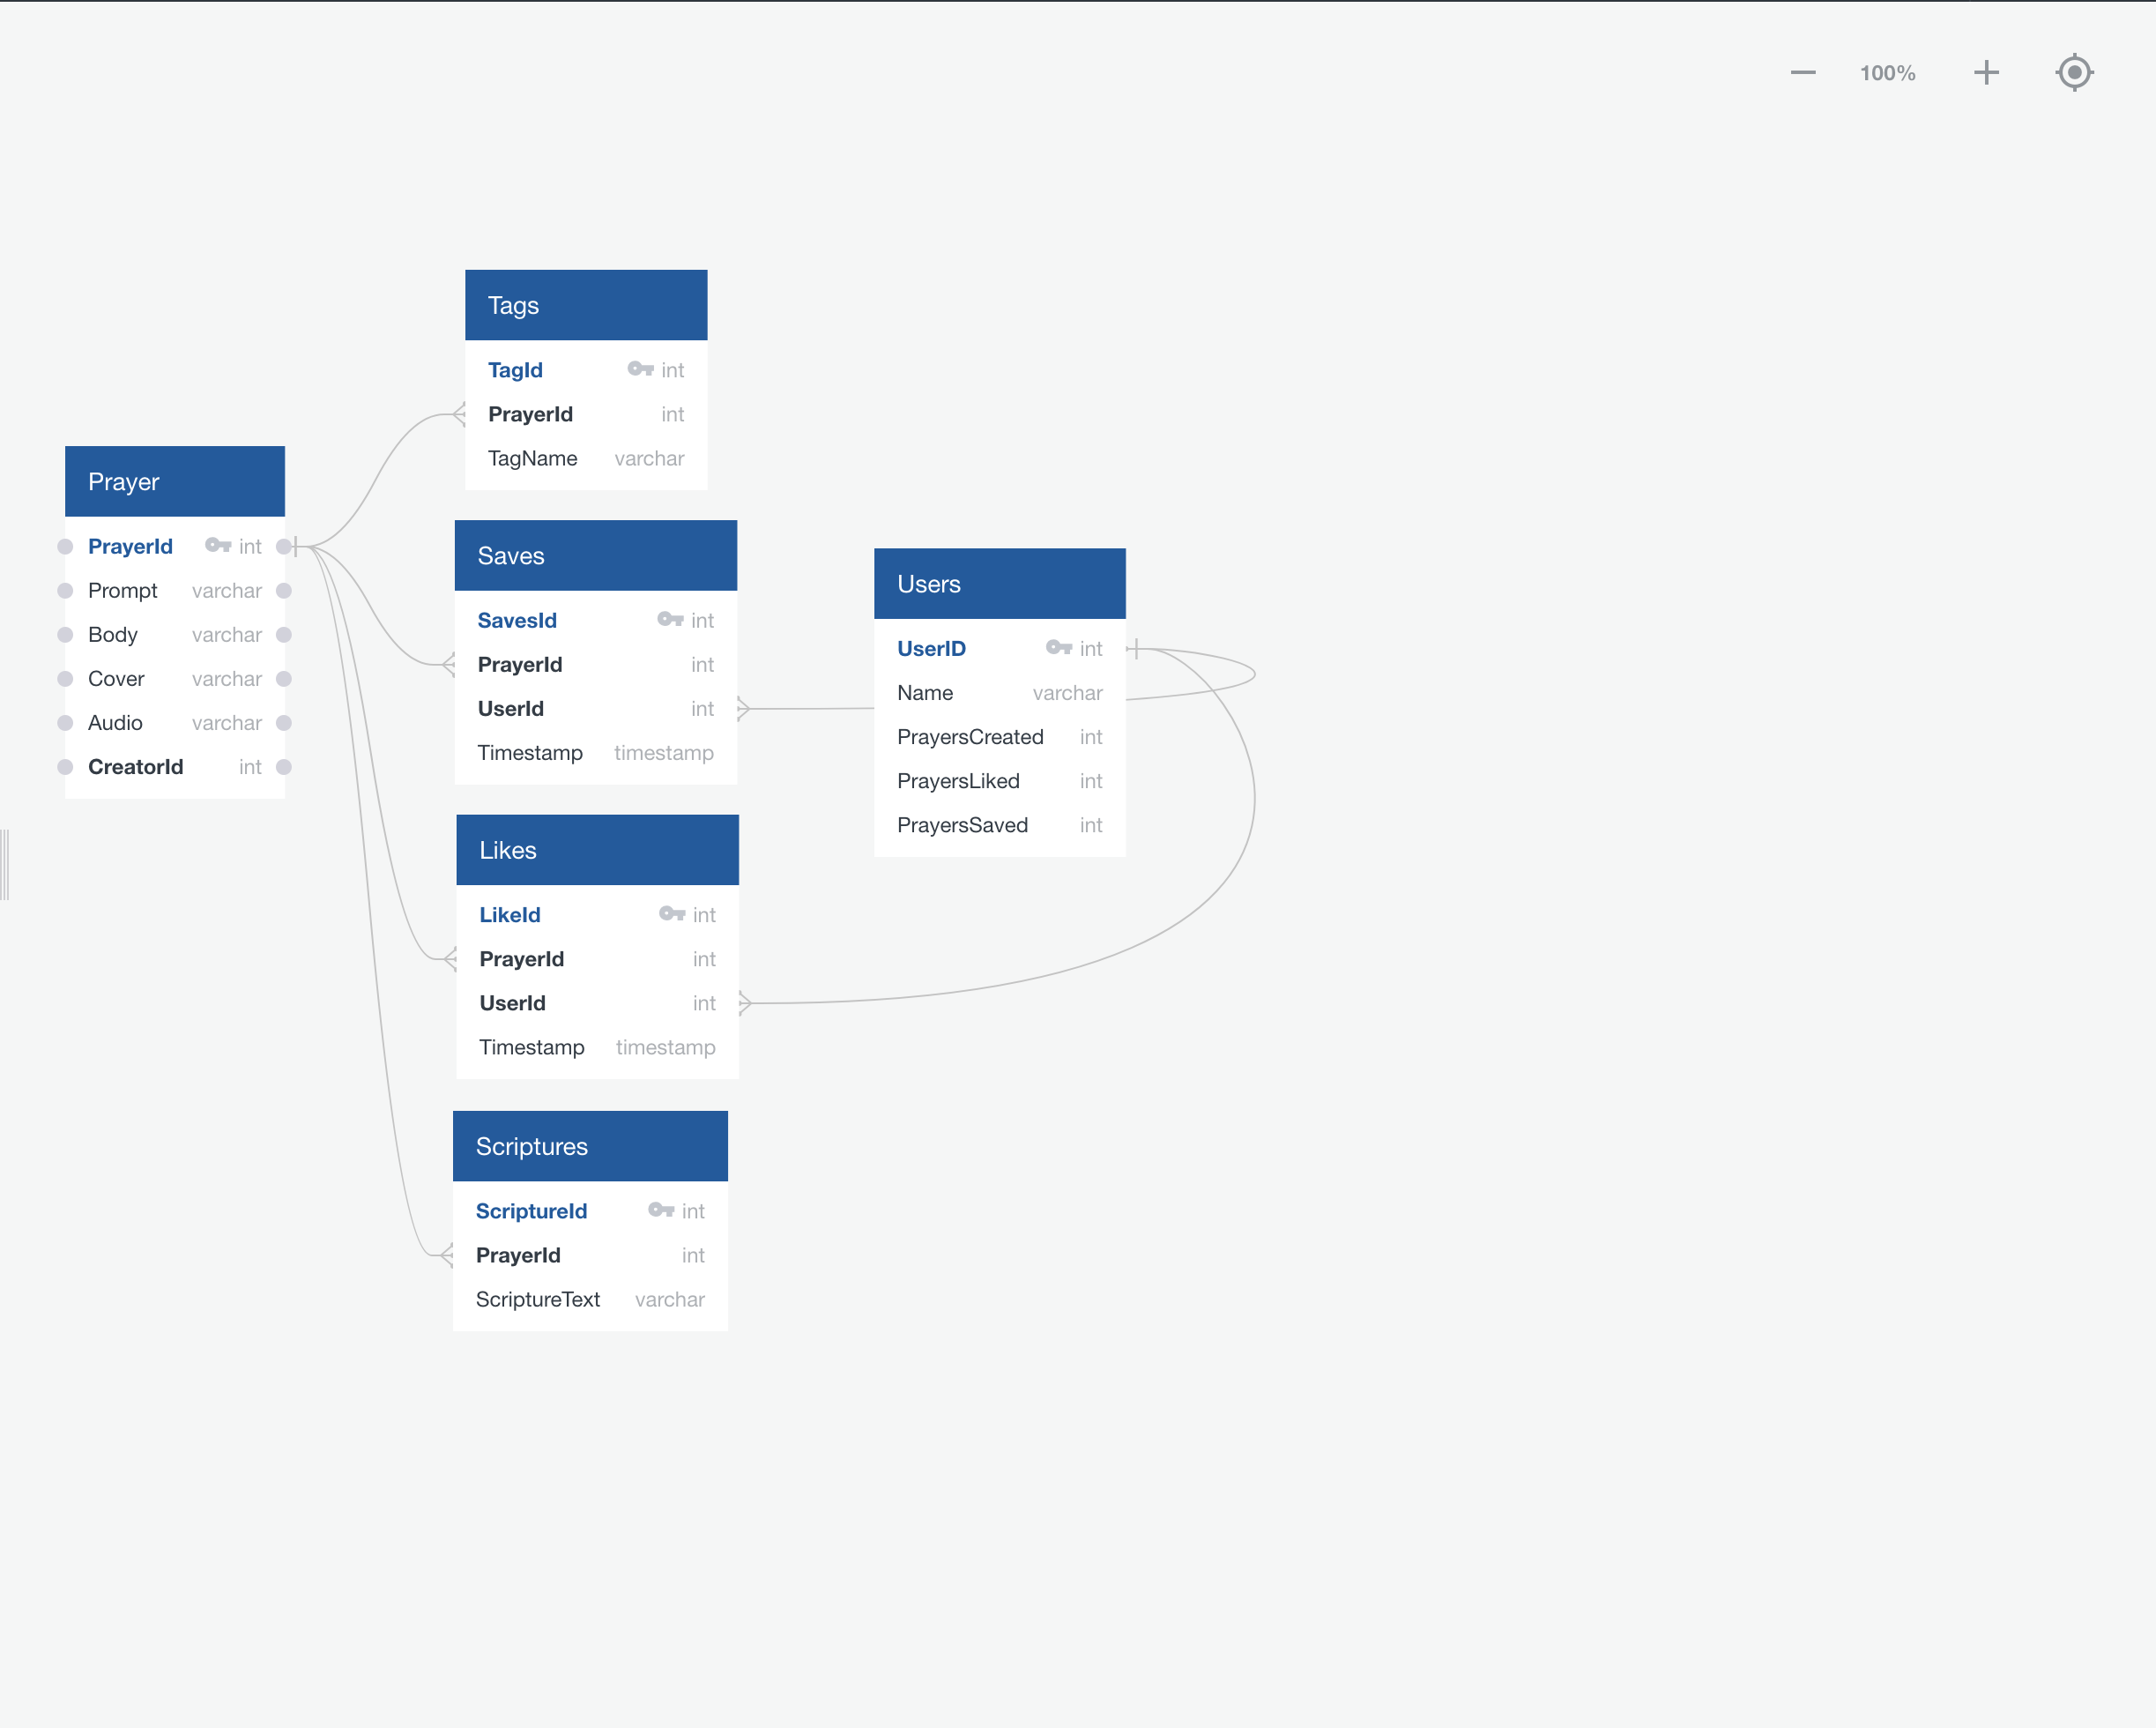 100%
Tags
TagId int
PrayerId int
TagName varchar
Prayer
PrayerId int
Prompt varchar
Body varchar
Cover varchar
Audio varchar
CreatorId int
Saves
SavesId int
PrayerId int
UserId int
Timestamp timestamp
Users
UserID int
Name varchar
PrayersCreated int
PrayersLiked int
PrayersSaved int
Likes
LikeId int
PrayerId int
UserId int
Timestamp timestamp
Scriptures
ScriptureId int
PrayerId int
ScriptureText varchar